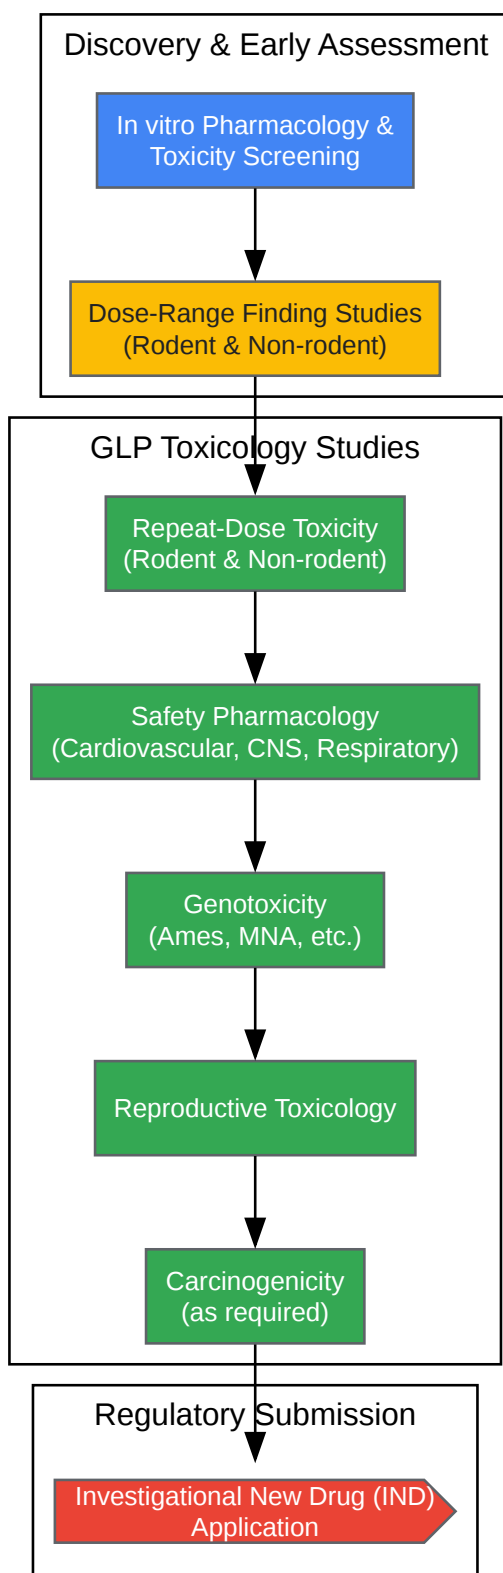 Discovery & Early Assessment
In vitro Pharmacology &
Toxicity Screening
Dose-Range Finding Studies
(Rodent & Non-rodent)
GLP Toxicology Studies
Repeat-Dose Toxicity
(Rodent & Non-rodent)
Safety Pharmacology
(Cardiovascular, CNS, Respiratory)
Genotoxicity
(Ames, MNA, etc.)
Reproductive Toxicology
Carcinogenicity
(as required)
Regulatory Submission
Investigational New Drug (IND)
Application